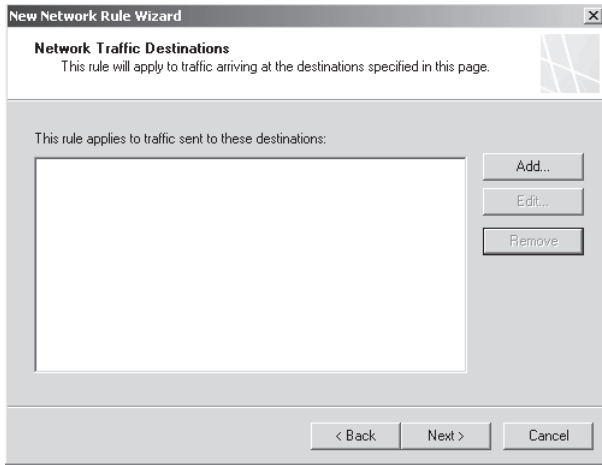 New Network Rule Wizard
Network Traffic Destinations
This rule will apply to traffic arriving at the destinations specified in this page.
This rule applies to traffic sent to these destinations:
Add...
Edit...
Remove
< Back
Next >
Cancel